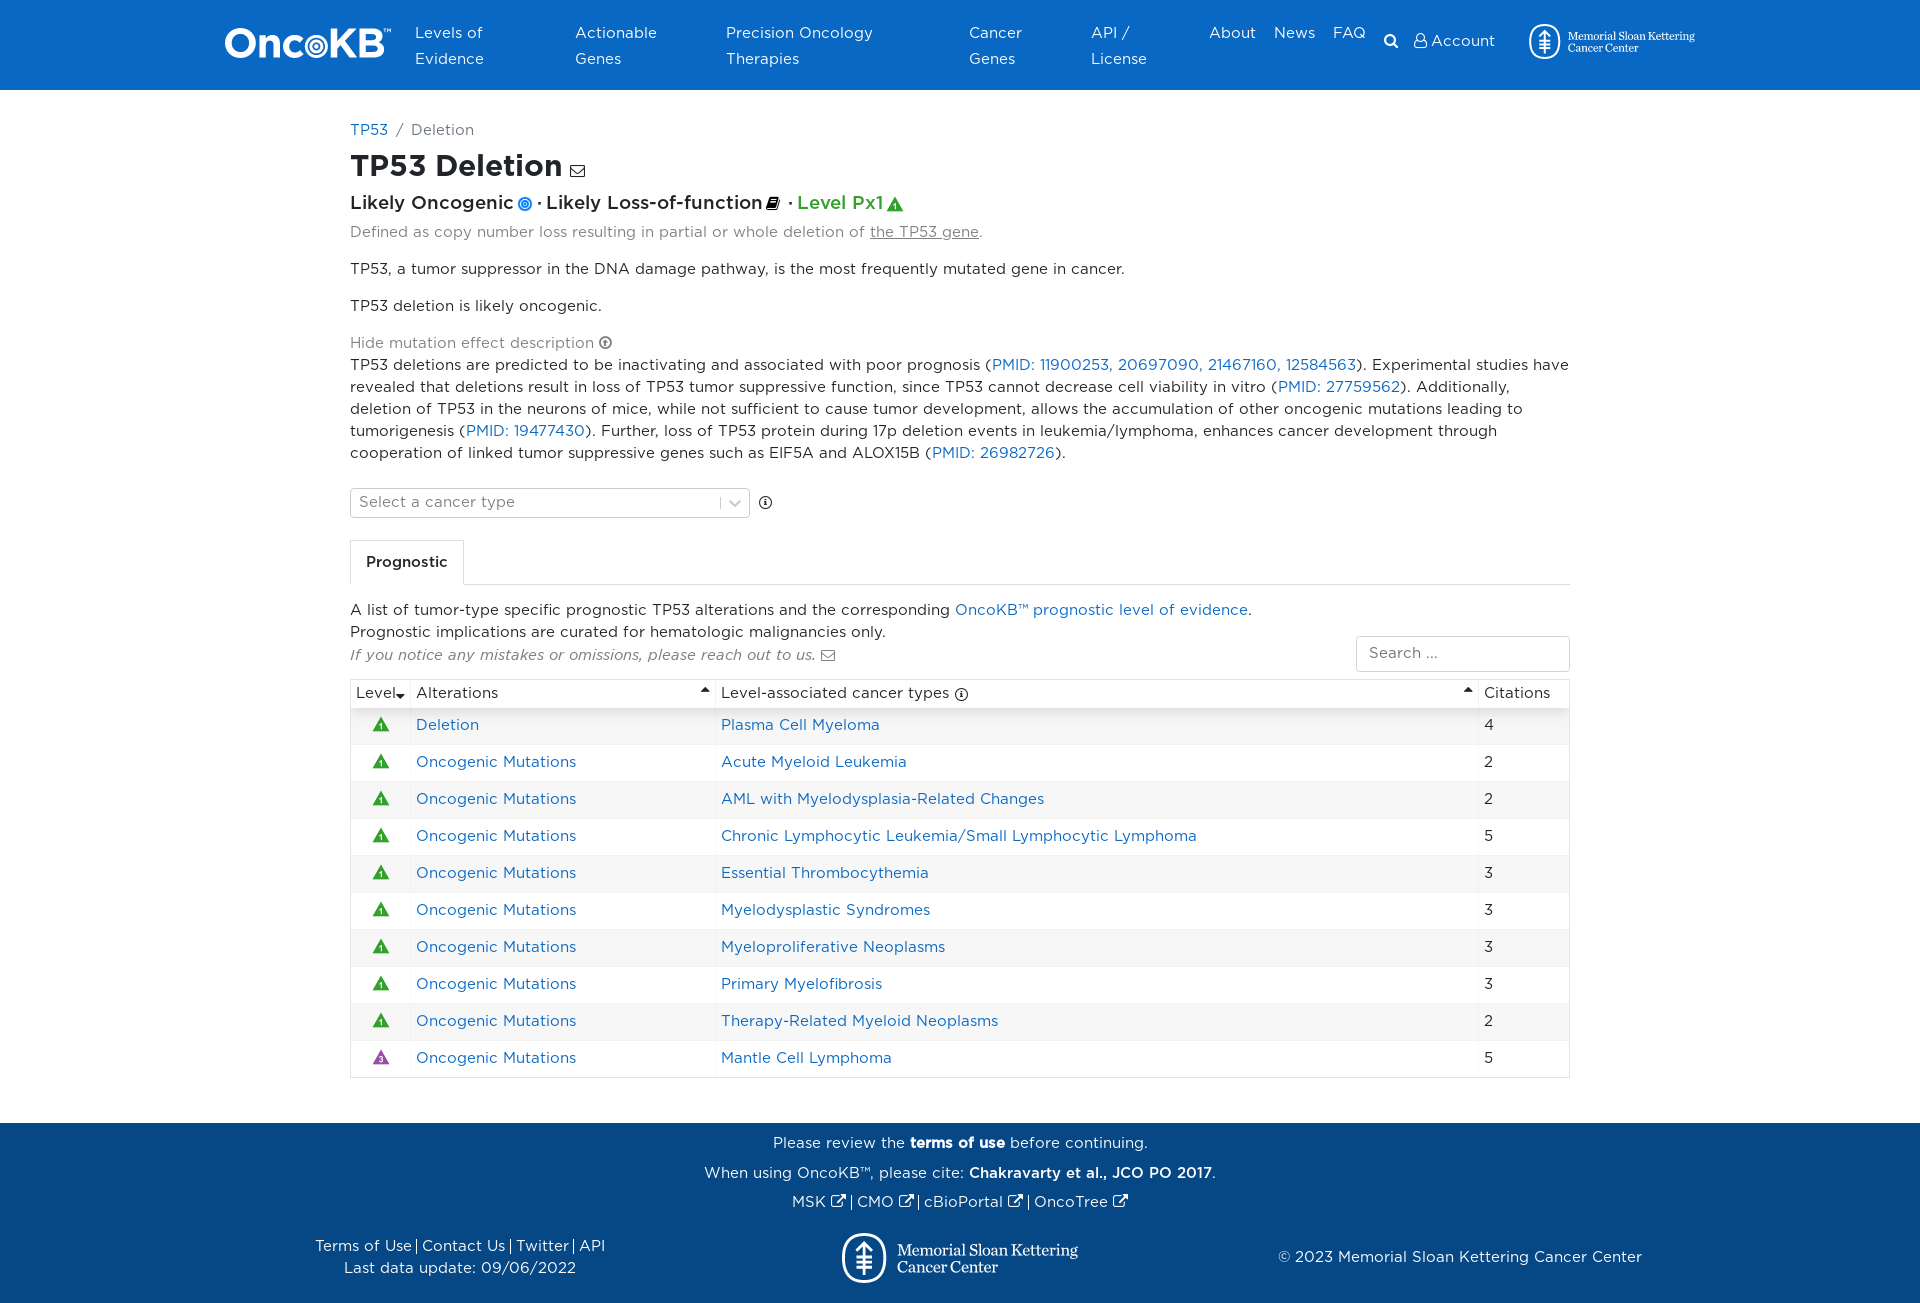 OncoKB™
Levels of Evidence
Actionable Genes
Precision Oncology Therapies
Cancer Genes
API / License
About
News
FAQ
Account
Memorial Sloan Kettering Cancer Center
TP53 / Deletion
TP53 Deletion
Likely Oncogenic · Likely Loss-of-function · Level Px1 1
Defined as copy number loss resulting in partial or whole deletion of the TP53 gene.
TP53, a tumor suppressor in the DNA damage pathway, is the most frequently mutated gene in cancer.
TP53 deletion is likely oncogenic.
Hide mutation effect description
TP53 deletions are predicted to be inactivating and associated with poor prognosis (PMID: 11900253, 20697090, 21467160, 12584563). Experimental studies have
revealed that deletions result in loss of TP53 tumor suppressive function, since TP53 cannot decrease cell viability in vitro (PMID: 27759562). Additionally,
deletion of TP53 in the neurons of mice, while not sufficient to cause tumor development, allows the accumulation of other oncogenic mutations leading to
tumorigenesis (PMID: 19477430). Further, loss of TP53 protein during 17p deletion events in leukemia/lymphoma, enhances cancer development through
cooperation of linked tumor suppressive genes such as EIF5A and ALOX15B (PMID: 26982726).
Select a cancer type
Prognostic
A list of tumor-type specific prognostic TP53 alterations and the corresponding OncoKB™ prognostic level of evidence.
Prognostic implications are curated for hematologic malignancies only.
If you notice any mistakes or omissions, please reach out to us.
Search ...
Level Alterations Level-associated cancer types Citations
1 Deletion Plasma Cell Myeloma 4
1 Oncogenic Mutations Acute Myeloid Leukemia 2
1 Oncogenic Mutations AML with Myelodysplasia-Related Changes 2
1 Oncogenic Mutations Chronic Lymphocytic Leukemia/Small Lymphocytic Lymphoma 5
1 Oncogenic Mutations Essential Thrombocythemia 3
1 Oncogenic Mutations Myelodysplastic Syndromes 3
1 Oncogenic Mutations Myeloproliferative Neoplasms 3
1 Oncogenic Mutations Primary Myelofibrosis 3
1 Oncogenic Mutations Therapy-Related Myeloid Neoplasms 2
3 Oncogenic Mutations Mantle Cell Lymphoma 5
Please review the terms of use before continuing.
When using OncoKB™, please cite: Chakravarty et al., JCO PO 2017.
MSK | CMO | cBioPortal | OncoTree
Terms of Use | Contact Us | Twitter | API
Last data update: 09/06/2022
Memorial Sloan Kettering
Cancer Center
© 2023 Memorial Sloan Kettering Cancer Center